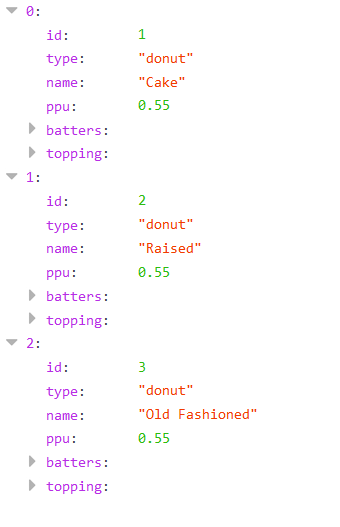 0:
id: 1
type: "donut"
name: "Cake"
ppu: 0.55
batters:
topping:
1:
id: 2
type: "donut"
name: "Raised"
ppu: 0.55
batters:
topping:
2:
id: 3
type: "donut"
name: "Old Fashioned"
ppu: 0.55
batters:
topping: